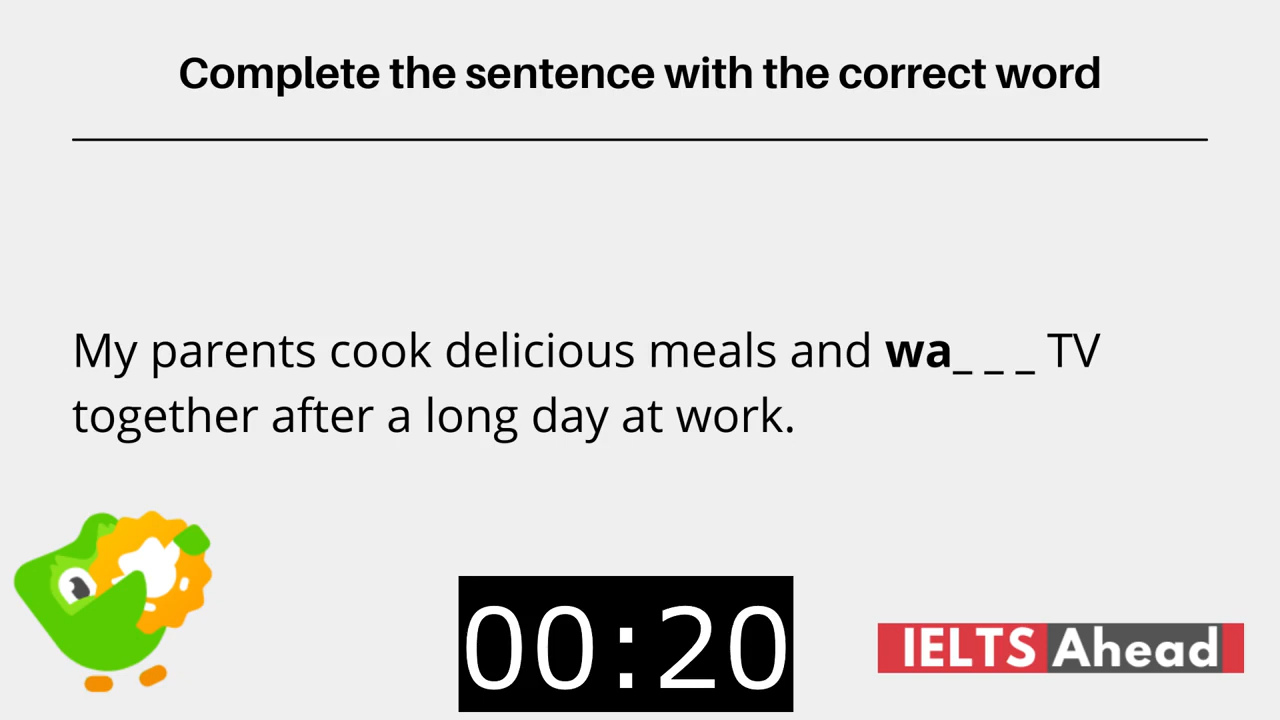 Complete the sentence with the correct word
My parents cook delicious meals and wa_ _ _ TV
together after a long day at work.
00:20
IELTS Ahead